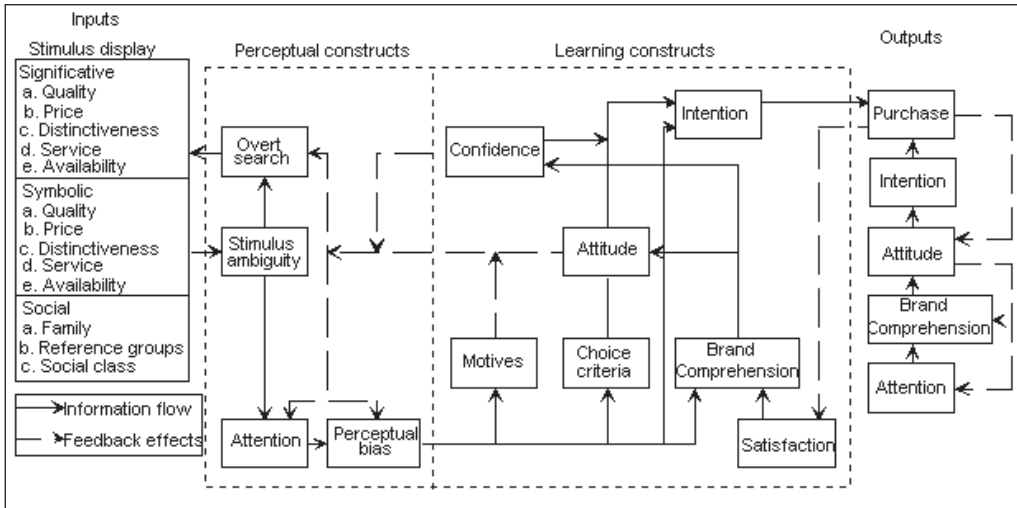 Inputs
Stimulus display
Significative
a. Quality
b. Price
c. Distinctiveness
d. Service
e. Availability
Symbolic
a. Quality
b. Price
c. Distinctiveness
d. Service
e. Availability
Social
a. Family
b. Reference groups
c. Social class
Information flow
Feedback effects
Perceptual constructs
Overt
search
Stimulus
ambiguity
Attention
Perceptual
bias
Learning constructs
Confidence
Intention
Attitude
Motives
Choice
criteria
Brand
Comprehension
Satisfaction
Outputs
Purchase
Intention
Attitude
Brand
Comprehension
Attention